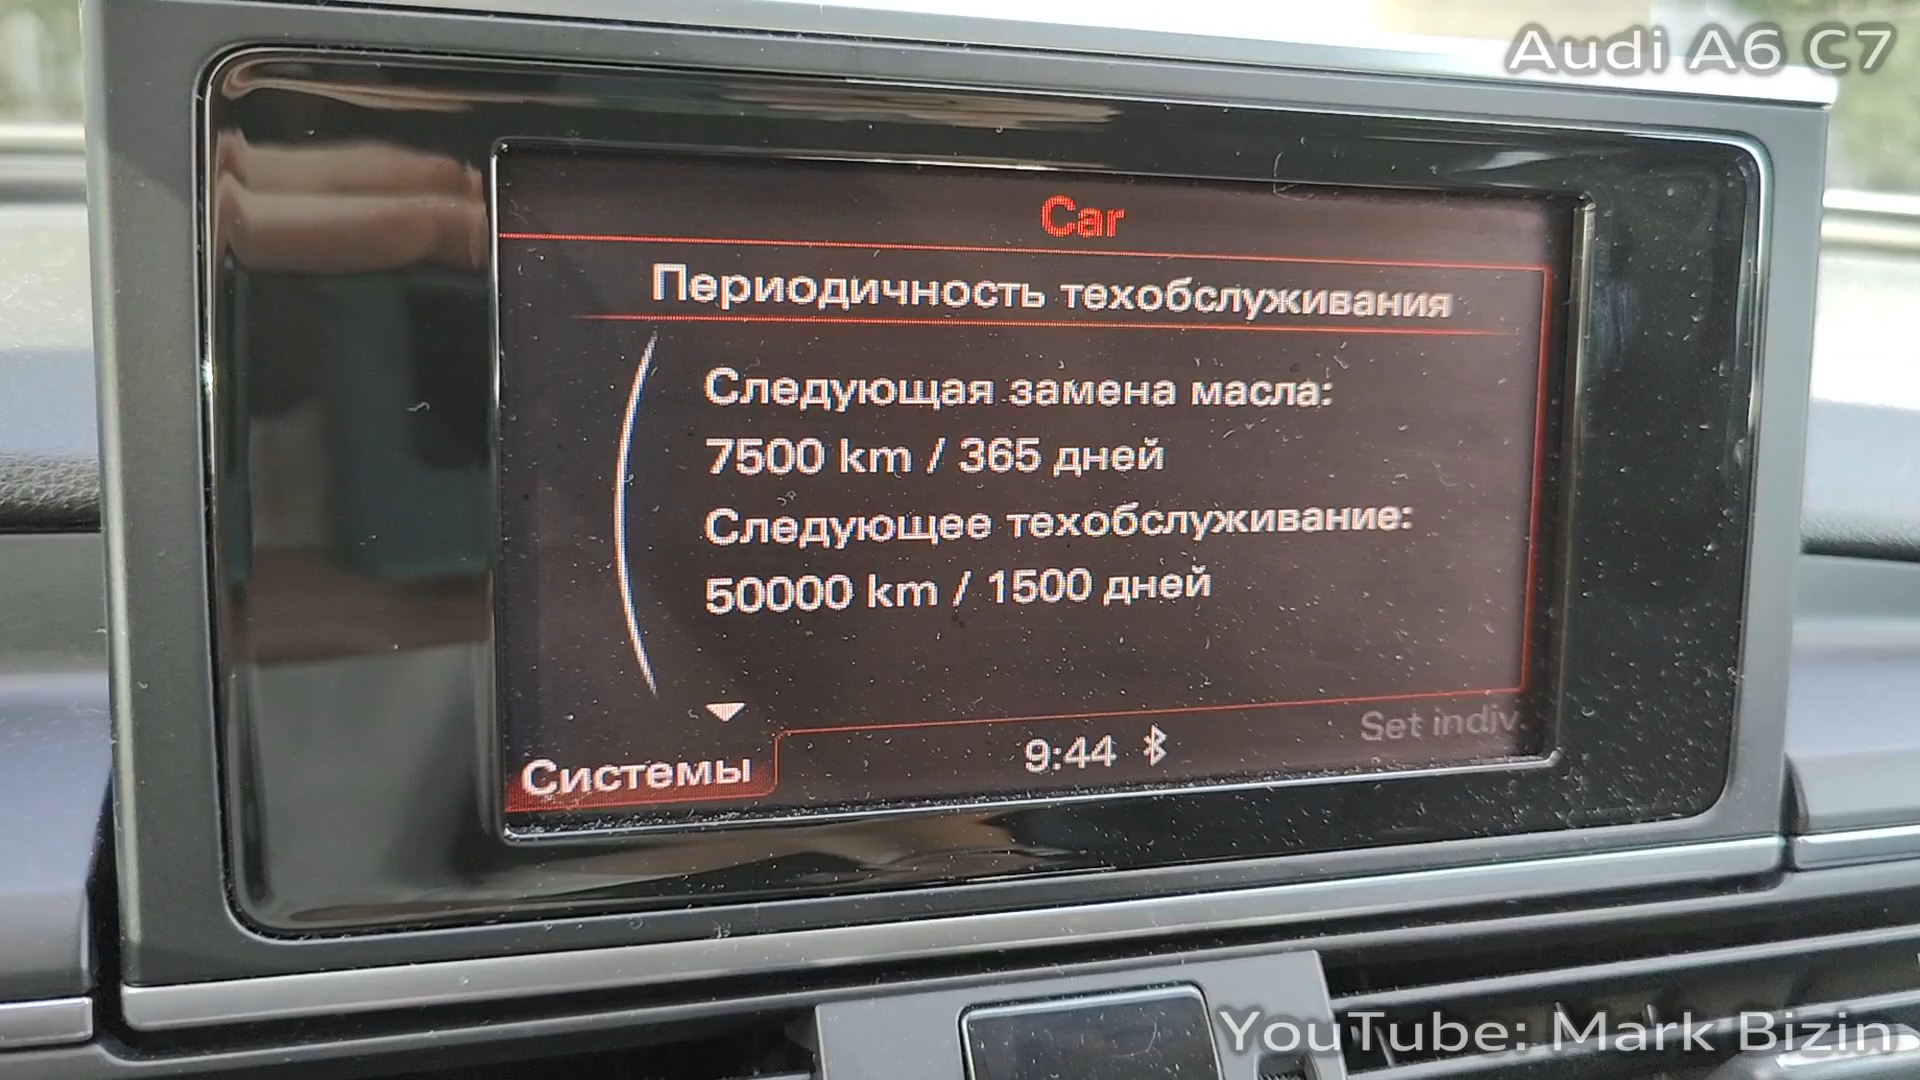 Audi A6 C7
Car
Периодичность техобслуживания
Следующая замена масла:
7500 km / 365 дней
Следующее техобслуживание:
50000 km / 1500 дней
Set indiv.
9:44
Системы
YouTube: Mark Bizin